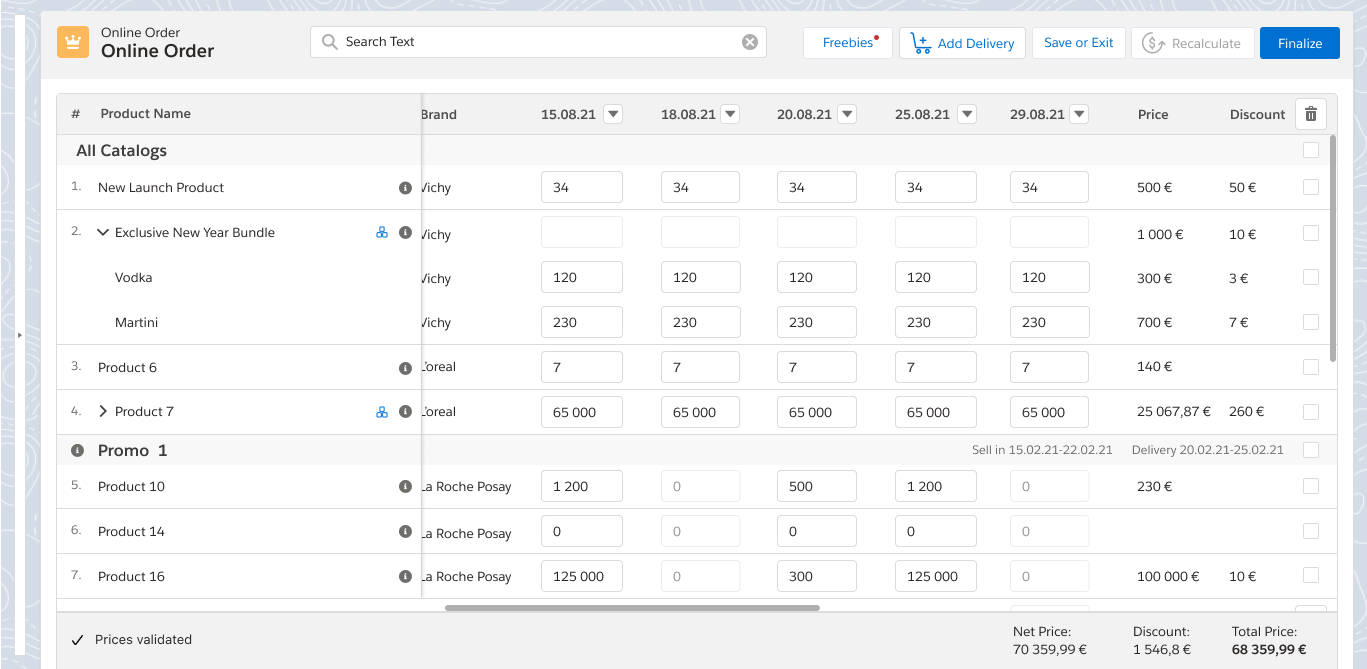 Online Order
Online Order
Search Text
Freebies
Add Delivery
Save or Exit
Recalculate
Finalize
# Product Name Brand 15.08.21 18.08.21 20.08.21 25.08.21 29.08.21 Price Discount
All Catalogs
1. New Launch Product Vichy 34 34 34 34 34 500 € 50 €
2. Exclusive New Year Bundle Vichy 1 000 € 10 €
Vodka Vichy 120 120 120 120 120 300 € 3 €
Martini Vichy 230 230 230 230 230 700 € 7 €
3. Product 6 L'oreal 7 7 7 7 7 140 €
4. Product 7 L'oreal 65 000 65 000 65 000 65 000 65 000 25 067,87 € 260 €
Promo 1 Sell in 15.02.21-22.02.21 Delivery 20.02.21-25.02.21
5. Product 10 La Roche Posay 1 200 0 500 1 200 0 230 €
6. Product 14 La Roche Posay 0 0 0 0 0
7. Product 16 La Roche Posay 125 000 0 300 125 000 0 100 000 € 10 €
Prices validated
Net Price: Discount: Total Price:
70 359,99 € 1 546,8 € 68 359,99 €